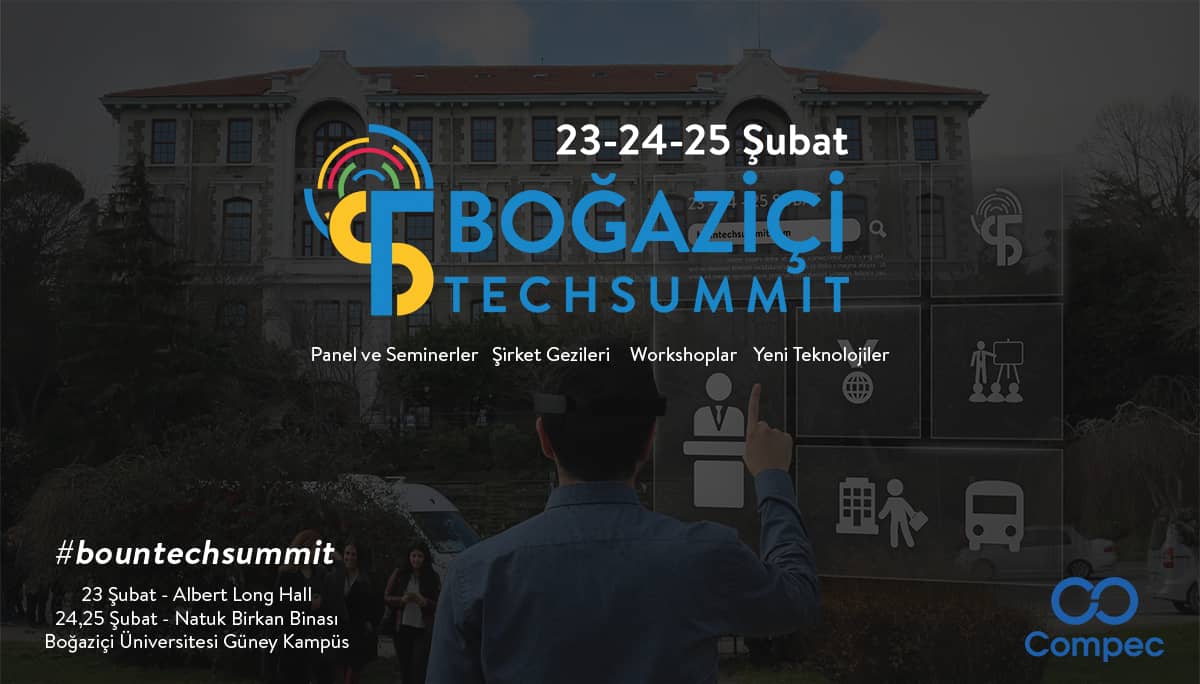 23-24-25 Şubat
BOĞAZİÇİ
TECHSUMMIT
Panel ve Seminerler Şirket Gezileri Workshoplar Yeni Teknolojiler
#bountechsummit
23 Şubat - Albert Long Hall
24,25 Şubat - Natuk Birkan Binası
Boğaziçi Üniversitesi Güney Kampüs
Compec